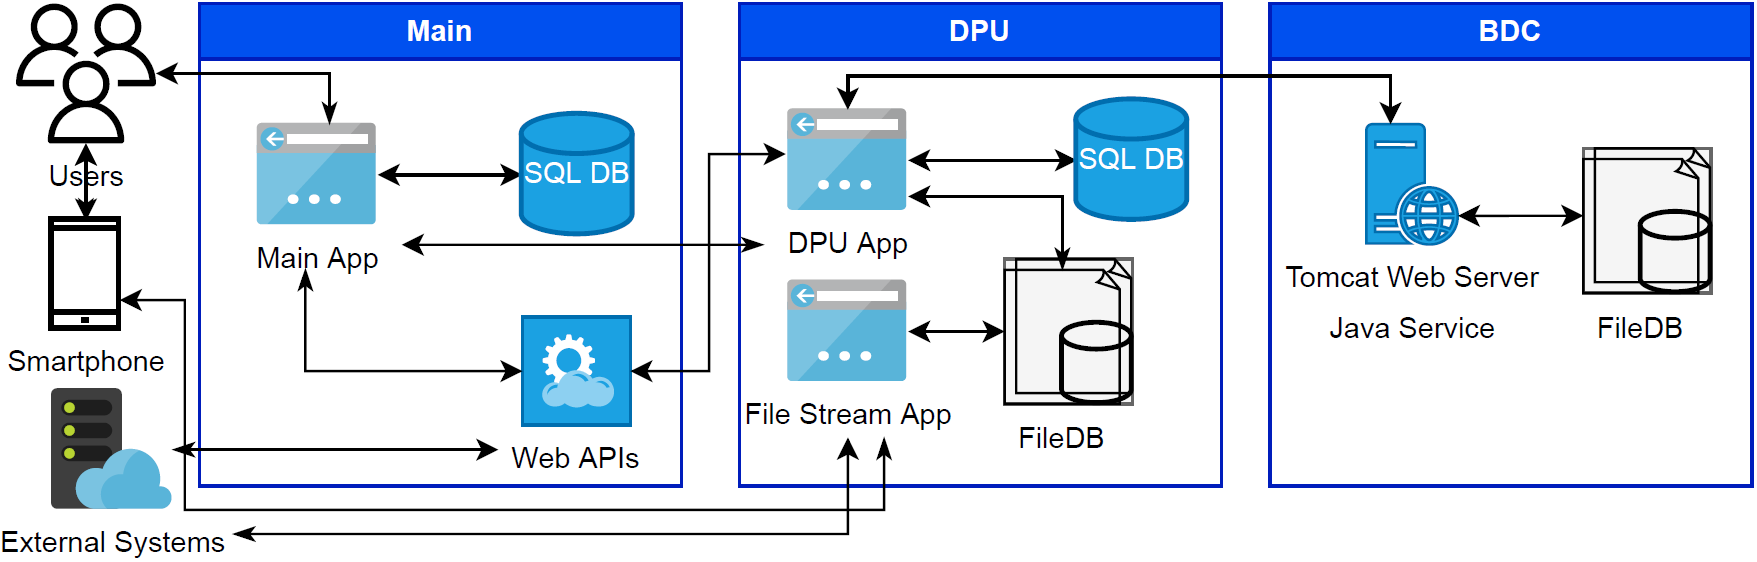 Main
DPU
BDC
Users
Smartphone
External Systems
Main App
SQL DB
Web APIs
DPU App
SQL DB
File Stream App
FileDB
Tomcat Web Server
Java Service
FileDB